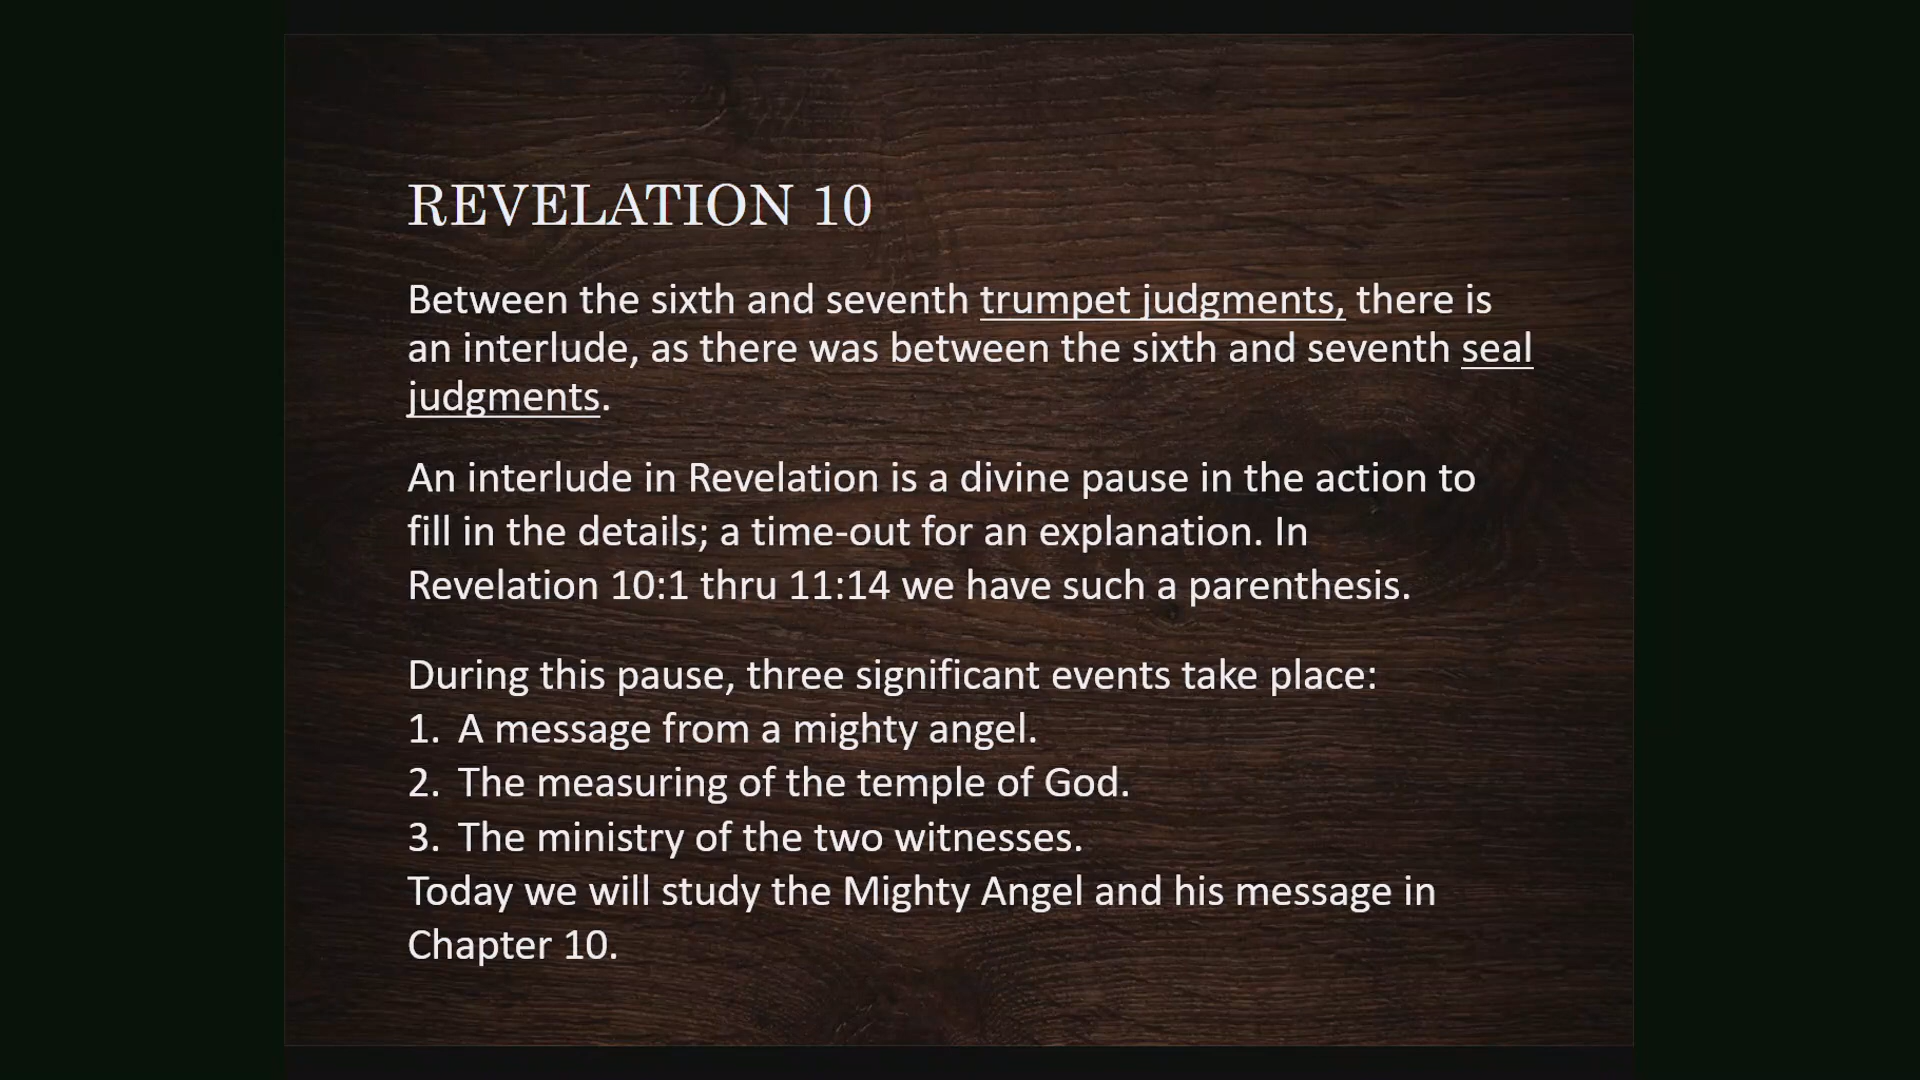 REVELATION 10
Between the sixth and seventh trumpet judgments, there is
an interlude, as there was between the sixth and seventh seal
judgments.
An interlude in Revelation is a divine pause in the action to
fill in the details; a time-out for an explanation. In
Revelation 10:1 thru 11:14 we have such a parenthesis.
During this pause, three significant events take place:
1. A message from a mighty angel.
2. The measuring of the temple of God.
3. The ministry of the two witnesses.
Today we will study the Mighty Angel and his message in
Chapter 10.